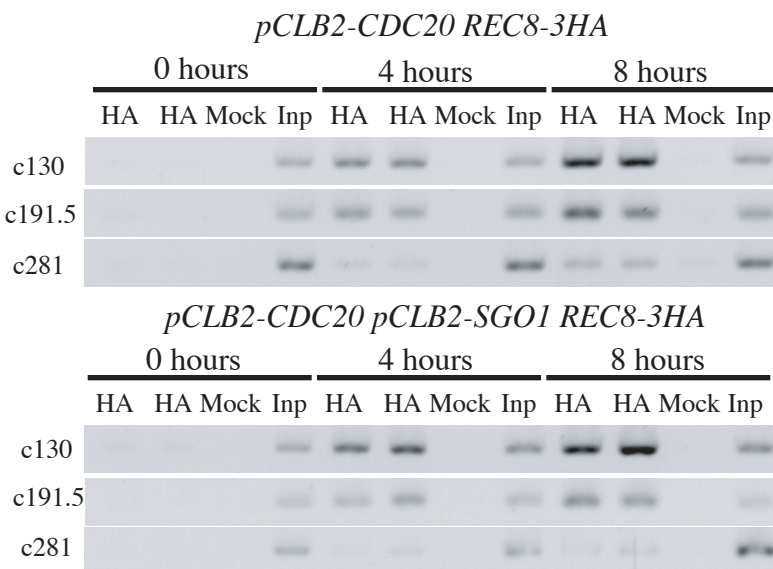 pCLB2-CDC20 REC8-3HA
0 hours 4 hours 8 hours
HA HA Mock Inp HA HA Mock Inp HA HA Mock Inp
c130
c191.5
c281
pCLB2-CDC20 pCLB2-SGO1 REC8-3HA
0 hours 4 hours 8 hours
HA HA Mock Inp HA HA Mock Inp HA HA Mock Inp
c130
c191.5
c281